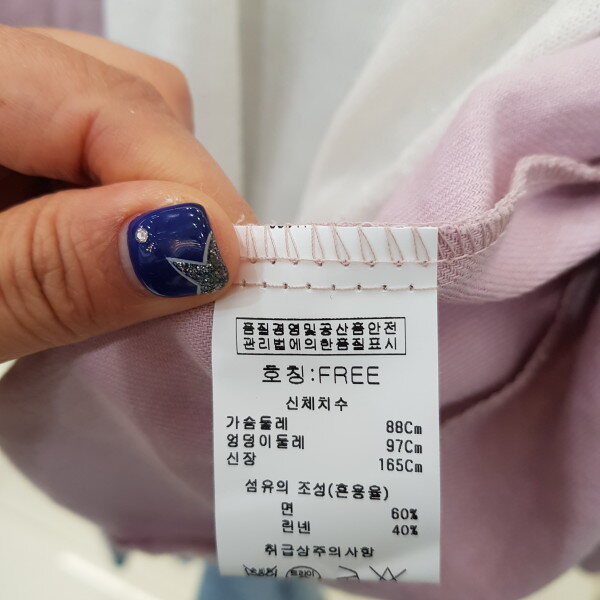 품질경영및공산품안전
관리법에의한품질표시
호칭:FREE
신체치수
가슴둘레 88Cm
엉덩이둘레 97Cm
신장 165Cm
섬유의 조성(혼용율)
면 60%
린넨 40%
취급상주의사항